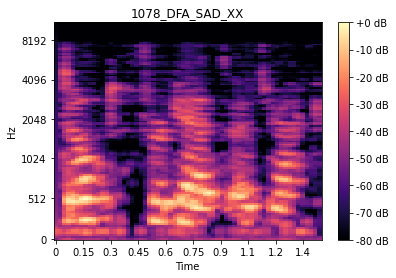 1078_DFA_SAD_XX
+0 dB
8192
-10 dB
4096
-20 dB
-30 dB
2048
Hz
-40 dB
1024
-50 dB
512
-60 dB
-70 dB
0
-80 dB
0 0.15 0.3 0.45 0.6 0.75 0.9 1.1 1.2 1.4
Time